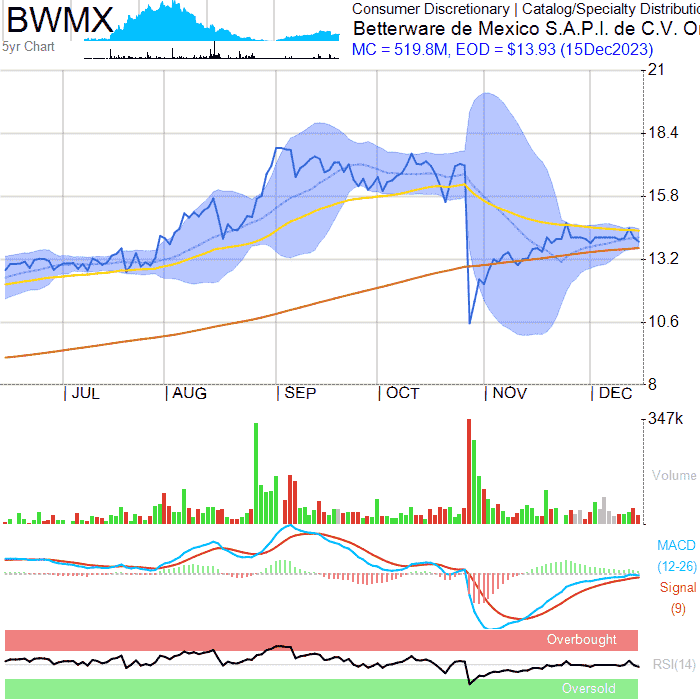 BWMX
5yr Chart
Consumer Discretionary | Catalog/Specialty Distributio
Betterware de Mexico S.A.P.I. de C.V. Or
MC = 519.8M, EOD = $13.93 (15Dec2023)
21
18.4
15.8
13.2
10.6
8
JUL AUG SEP OCT NOV DEC
347k
Volume
MACD
(12-26)
Signal
(9)
Overbought
RSI(14)
Oversold